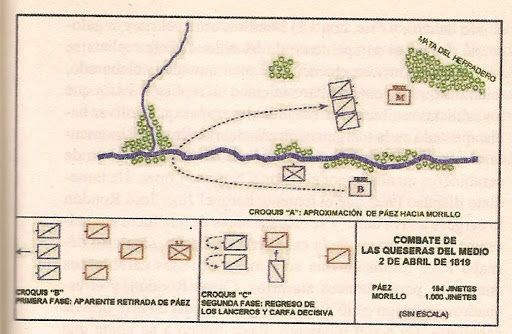 MATA DEL HERRADERO
M
B
CROQUIS "A": APROXIMACIÓN DE PÁEZ HACIA MORILLO
CROQUIS "B"
PRIMERA FASE: APARENTE RETIRADA DE PÁEZ
CROQUIS "C"
SEGUNDA FASE: REGRESO DE
LOS LANCEROS Y CARFA DECISIVA
COMBATE DE
LAS QUESERAS DEL MEDIO
2 DE ABRIL DE 1819
PÁEZ 154 JINETES
MORILLO 1.000 JINETES
(SIN ESCALA)